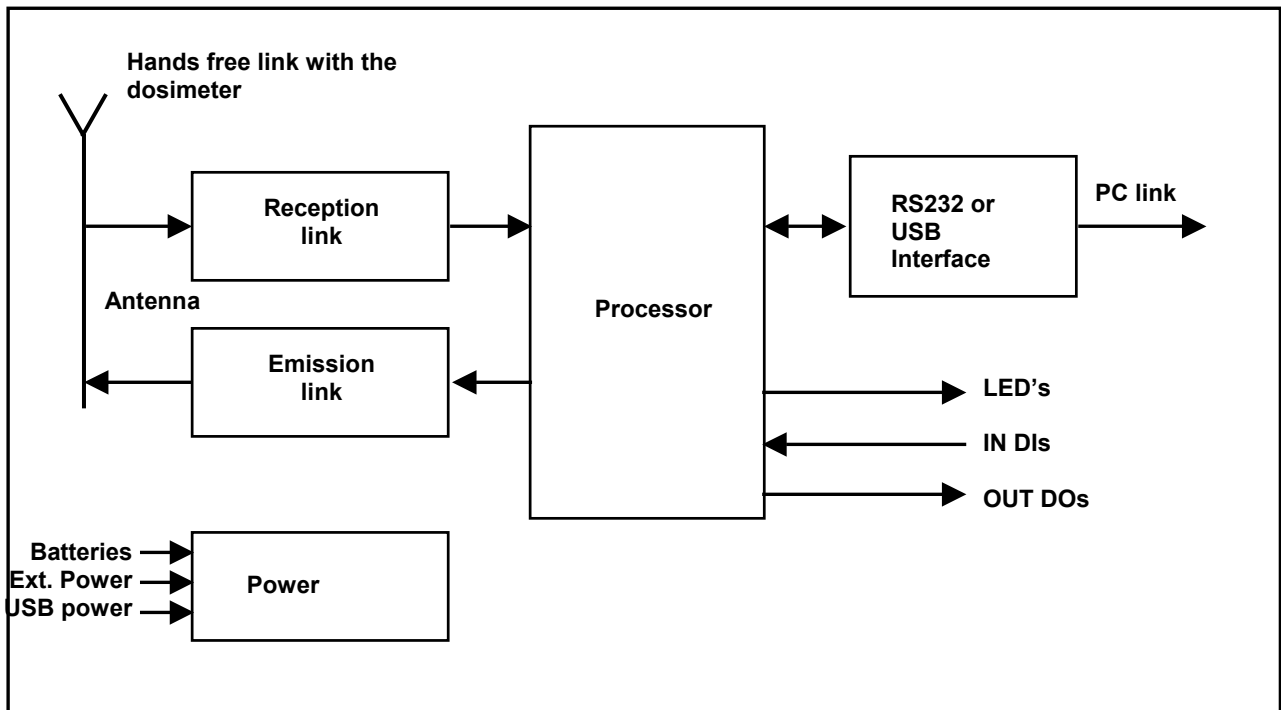 Hands free link with the
dosimeter
Reception
link
Antenna
Emission
link
Processor
RS232 or
USB
Interface
PC link
LED’s
IN DIs
OUT DOs
Batteries
Ext. Power
USB power
Power